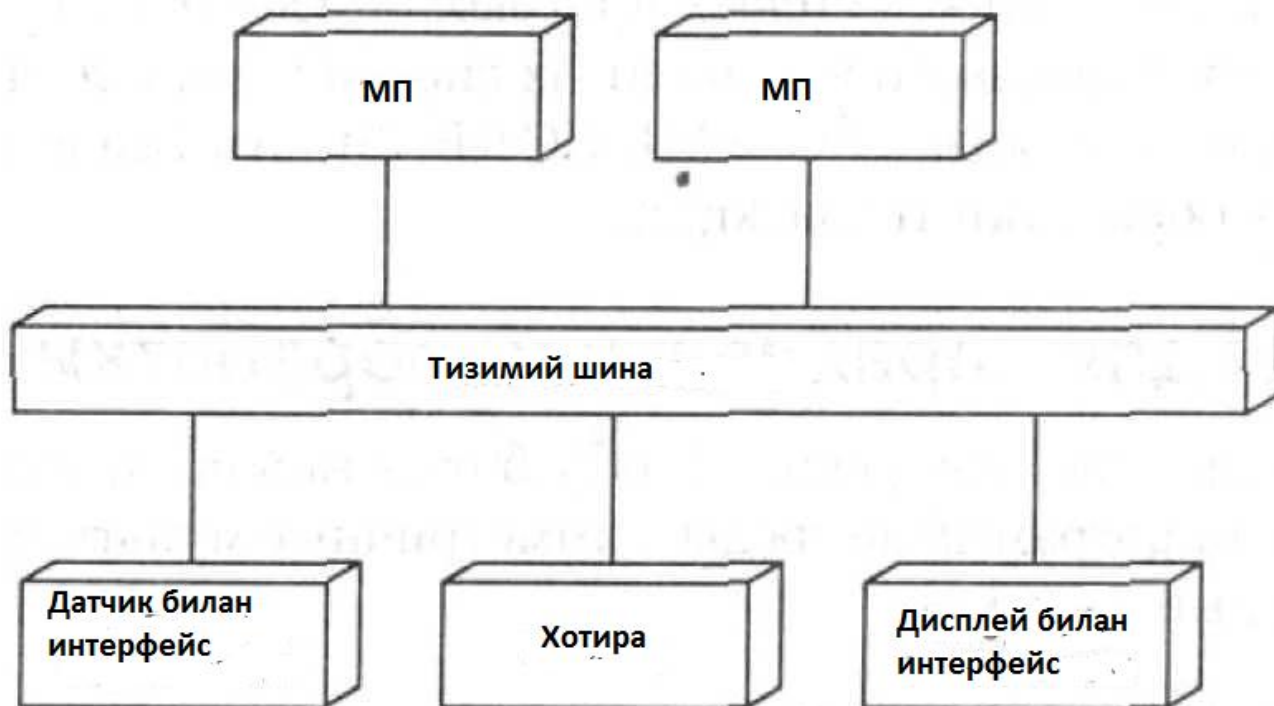 МП
МП
Тизимий шина
Датчик билан
интерфейс
Хотира
Дисплей билан
интерфейс